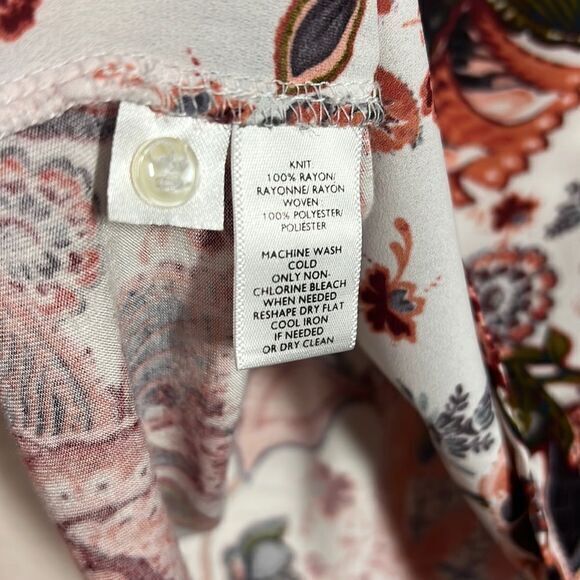 KNIT:
100% RAYON/
RAYONNE/RAYON
WOVEN:
100% POLYESTER/
POLIESTER
MACHINE WASH
COLD
ONLY NON-
CHLORINE BLEACH
WHEN NEEDED
RESHAPE DRY FLAT
COOL IRON
IF NEEDED
OR DRY CLEAN